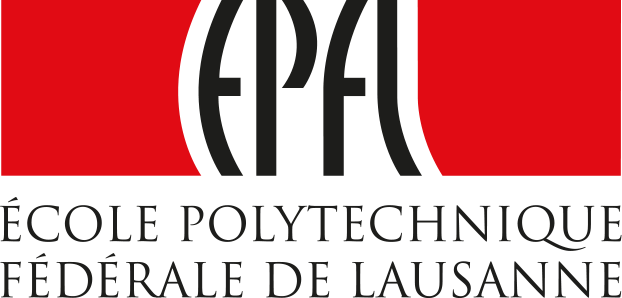 EPFL
ÉCOLE POLYTECHNIQUE
FÉDÉRALE DE LAUSANNE